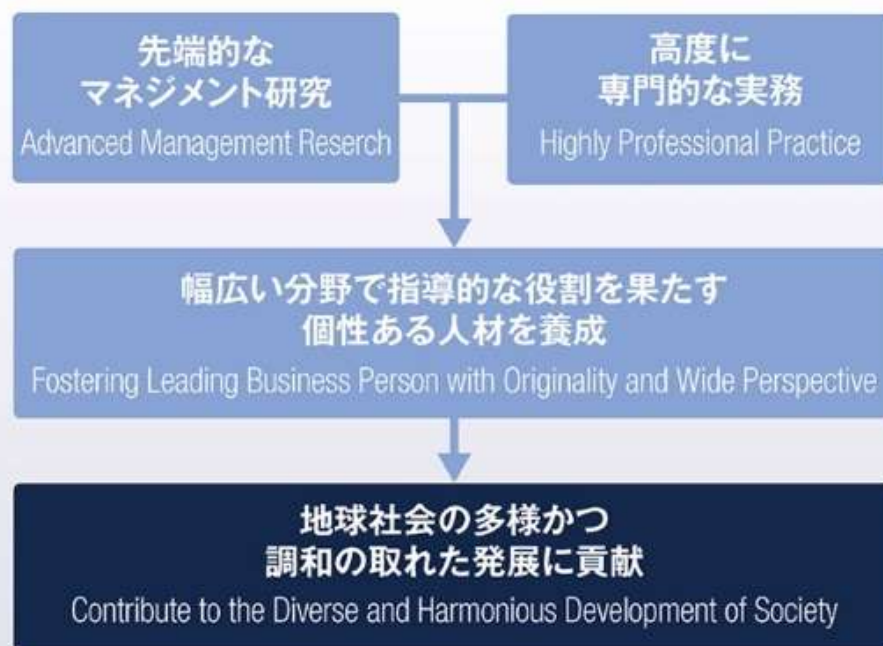 先端的な
マネジメント研究
Advanced Management Reserch
高度に
専門的な実務
Highly Professional Practice
幅広い分野で指導的な役割を果たす
個性ある人材を養成
Fostering Leading Business Person with Originality and Wide Perspective
地球社会の多様かつ
調和の取れた発展に貢献
Contribute to the Diverse and Harmonious Development of Society